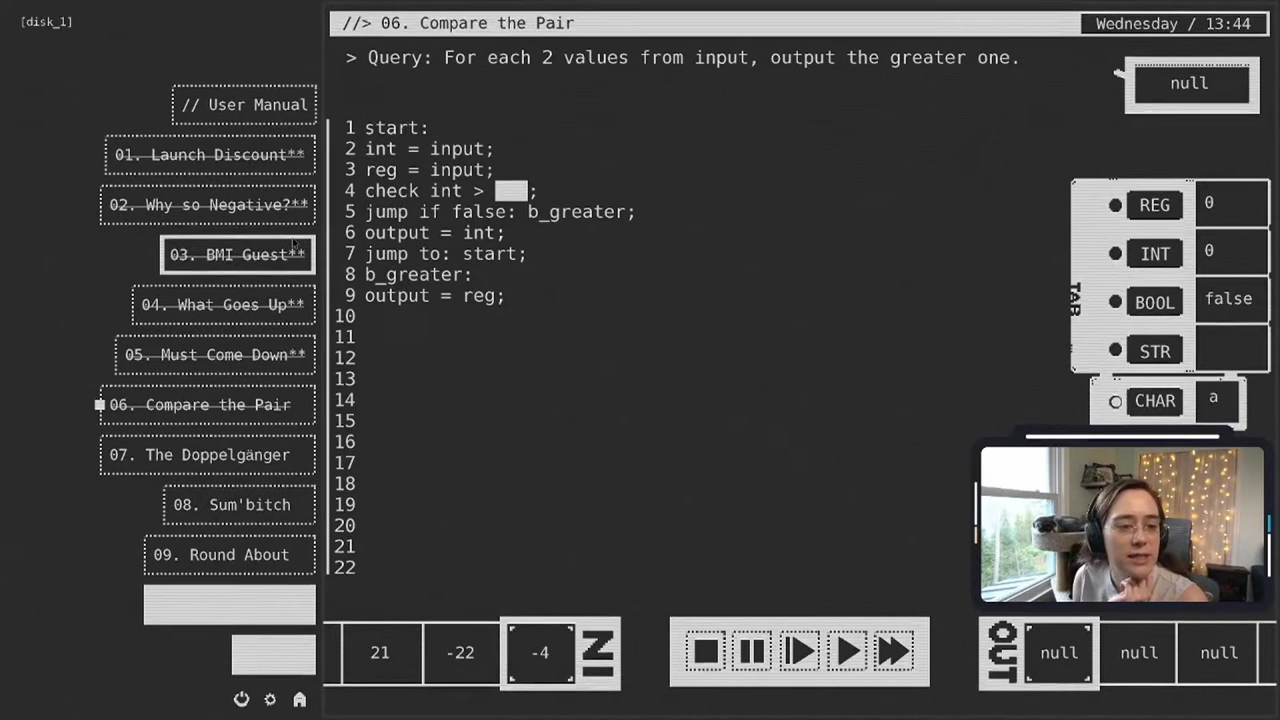 [disk_1]
//> 06. Compare the Pair
Wednesday / 13:44
> Query: For each 2 values from input, output the greater one.
null
// User Manual
01. Launch Discount**
02. Why so Negative?**
03. BMI Guest**
04. What Goes Up**
05. Must Come Down**
06. Compare the Pair
07. The Doppelgänger
08. Sum'bitch
09. Round About
1 start:
2 int = input;
3 reg = input;
4 check int > ;
5 jump if false: b_greater;
6 output = int;
7 jump to: start;
8 b_greater:
9 output = reg;
10
11
12
13
14
15
16
17
18
19
20
21
22
TAB
REG 0
INT 0
BOOL false
STR
CHAR a
21 -22 -4 IN
OUT null null null